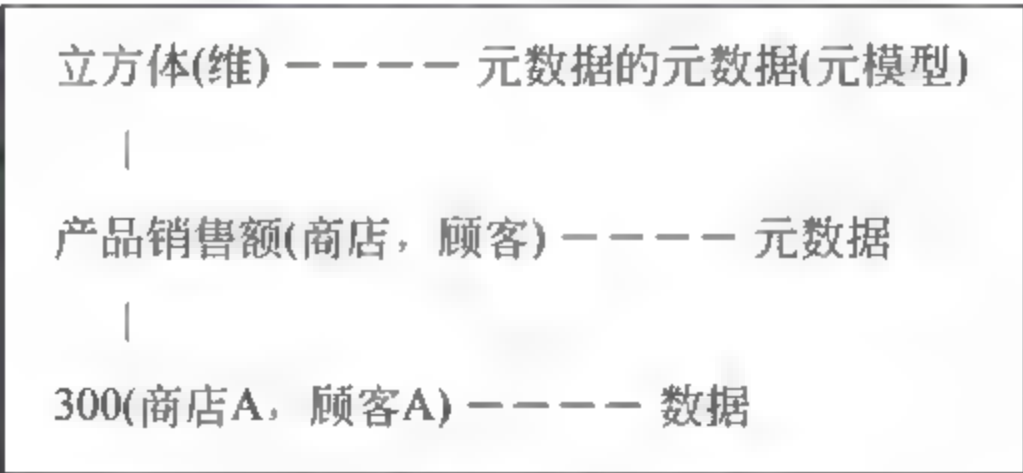 立方体(维) ---- 元数据的元数据(元模型)
|
产品销售额(商店，顾客) ---- 元数据
|
300(商店A，顾客A) ---- 数据